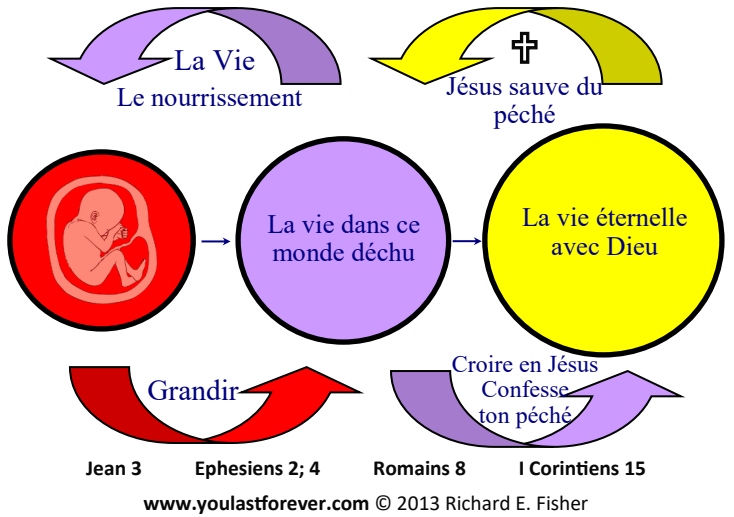 La Vie
Le nourrissement
Jésus sauve du
péché
La vie dans ce
monde déchu
La vie éternelle
avec Dieu
Grandir
Croire en Jésus
Confesse
ton péché
Jean 3 Ephesiens 2; 4 Romains 8 I Corintiens 15
www.youlastforever.com © 2013 Richard E. Fisher